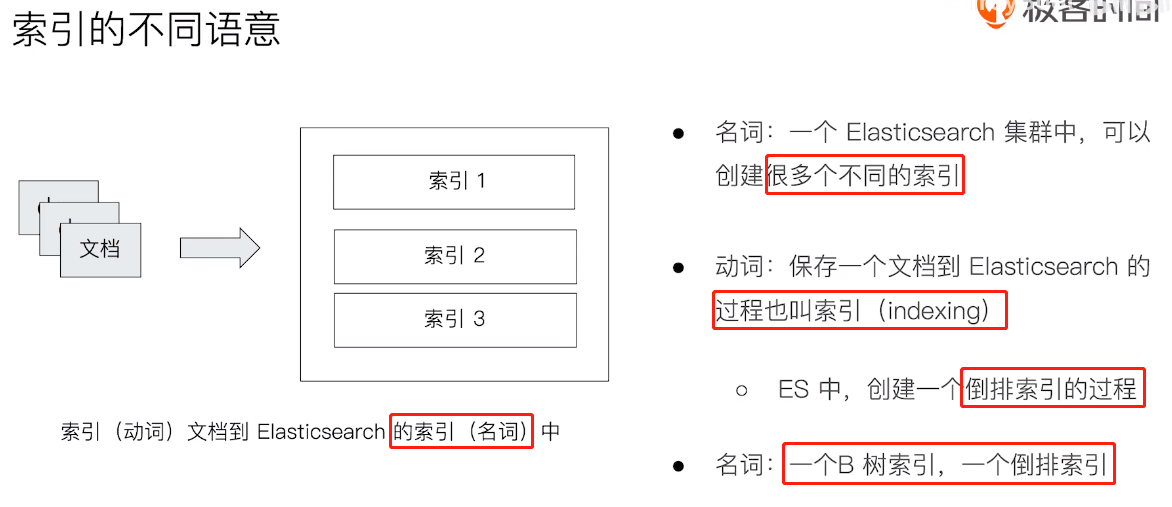 索引的不同语意
极客时间
文档
索引 1
索引 2
索引 3
索引（动词）文档到 Elasticsearch 的索引（名词）中
● 名词：一个 Elasticsearch 集群中，可以
创建很多个不同的索引
● 动词：保存一个文档到 Elasticsearch 的
过程也叫索引（indexing）
○ ES 中，创建一个倒排索引的过程
● 名词：一个B 树索引，一个倒排索引